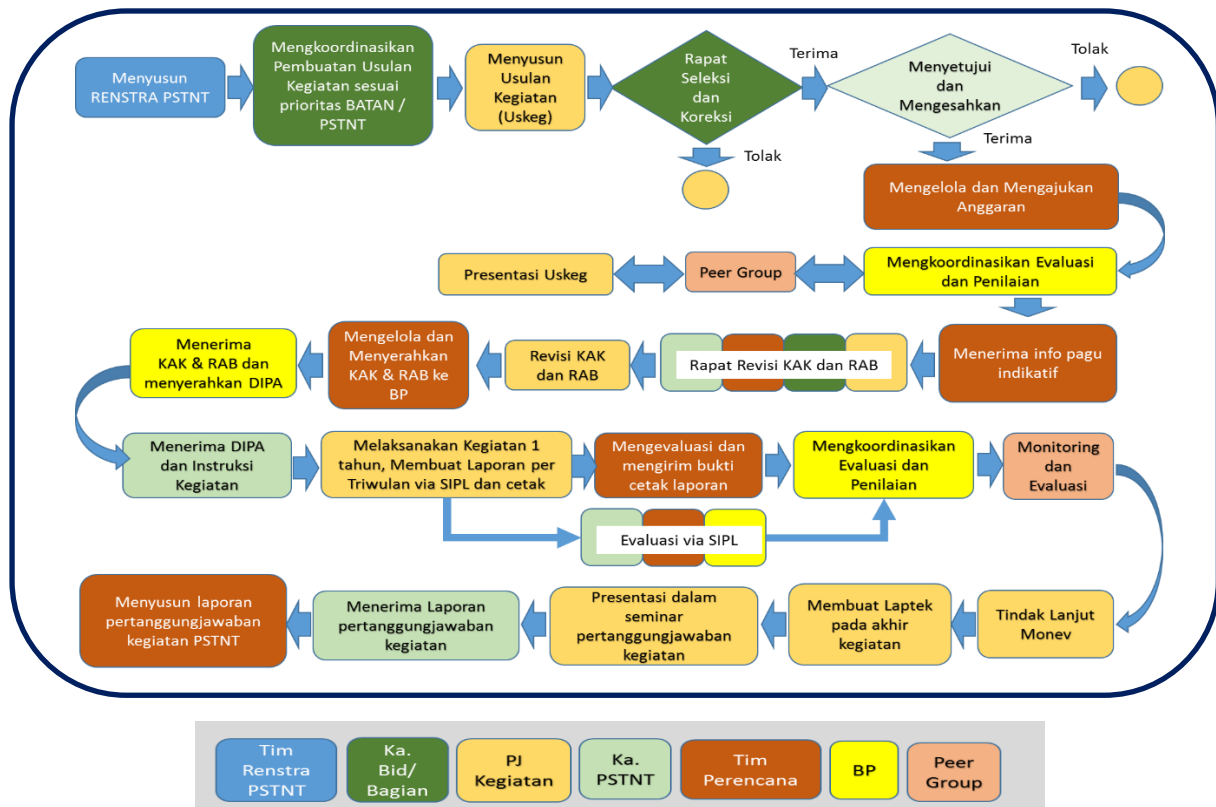 Menyusun
RENSTRA PSTNT
Mengkoordinasikan
Pembuatan Usulan
Kegiatan sesuai
prioritas BATAN /
PSTNT
Menyusun
Usulan
Kegiatan
(Uskeg)
Rapat
Seleksi
dan
Koreksi
Terima
Menyetujui
dan
Mengesahkan
Tolak
Tolak
Terima
Mengelola dan Mengajukan
Anggaran
Presentasi Uskeg
Peer Group
Mengkoordinasikan Evaluasi
dan Penilaian
Menerima
KAK & RAB dan
menyerahkan DIPA
Mengelola dan
Menyerahkan
KAK & RAB ke
BP
Revisi KAK
dan RAB
Rapat Revisi KAK dan RAB
Menerima info pagu
indikatif
Menerima DIPA
dan Instruksi
Kegiatan
Melaksanakan Kegiatan 1
tahun, Membuat Laporan per
Triwulan via SIPL dan cetak
Mengevaluasi dan
mengirim bukti
cetak laporan
Mengkoordinasikan
Evaluasi dan
Penilaian
Monitoring
dan
Evaluasi
Evaluasi via SIPL
Menyusun laporan
pertanggungjawaban
kegiatan PSTNT
Menerima Laporan
pertanggungjawaban
kegiatan
Presentasi dalam
seminar
pertanggungjawaban
kegiatan
Membuat Laptek
pada akhir
kegiatan
Tindak Lanjut
Monev
Tim
Renstra
PSTNT
Ka.
Bid/
Bagian
PJ
Kegiatan
Ka.
PSTNT
Tim
Perencana
BP
Peer
Group